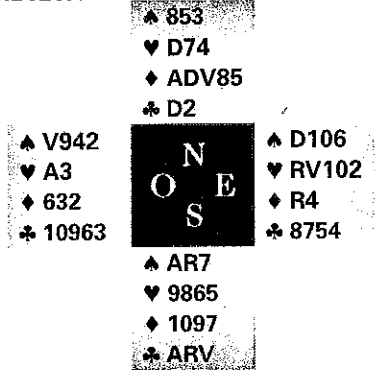 ♠ 853
♥ D74
♦ ADV85
♣ D2
♠ V942
♥ A3
♦ 632
♣ 10963
N
O E
S
♠ D106
♥ RV102
♦ R4
♣ 8754
♠ AR7
♥ 9865
♦ 1097
♣ ARV